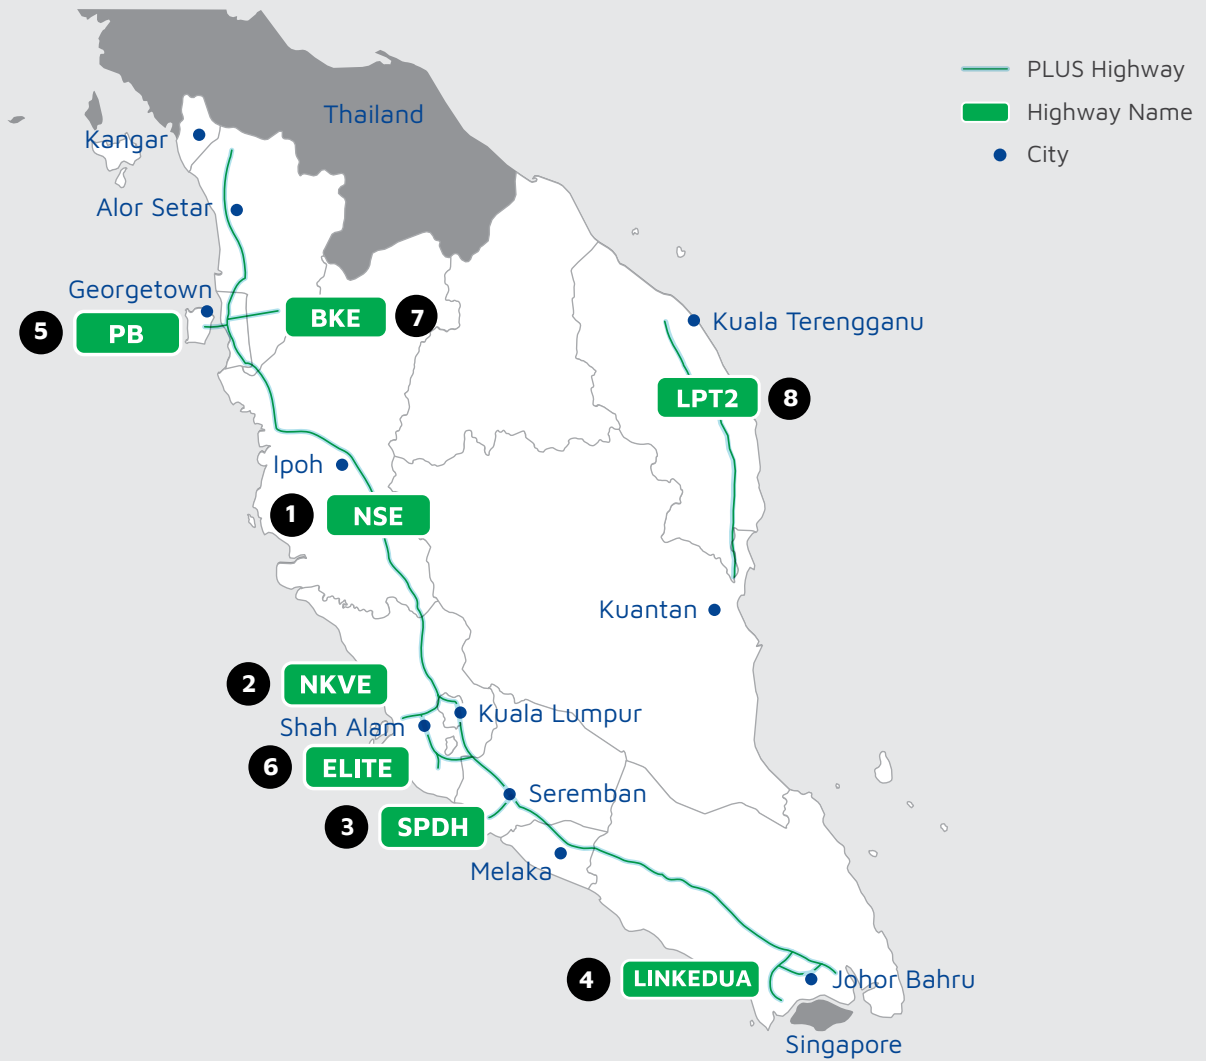 PLUS Highway
Thailand
Highway Name
Kangar
City
Alor Setar
Georgetown
5
PB
BKE
7
Kuala Terengganu
LPT2
8
Ipoh
1
NSE
Kuantan
2
NKVE
Kuala Lumpur
Shah Alam
6
ELITE
Seremban
3
SPDH
Melaka
4
LINKEDUA
Johor Bahru
Singapore